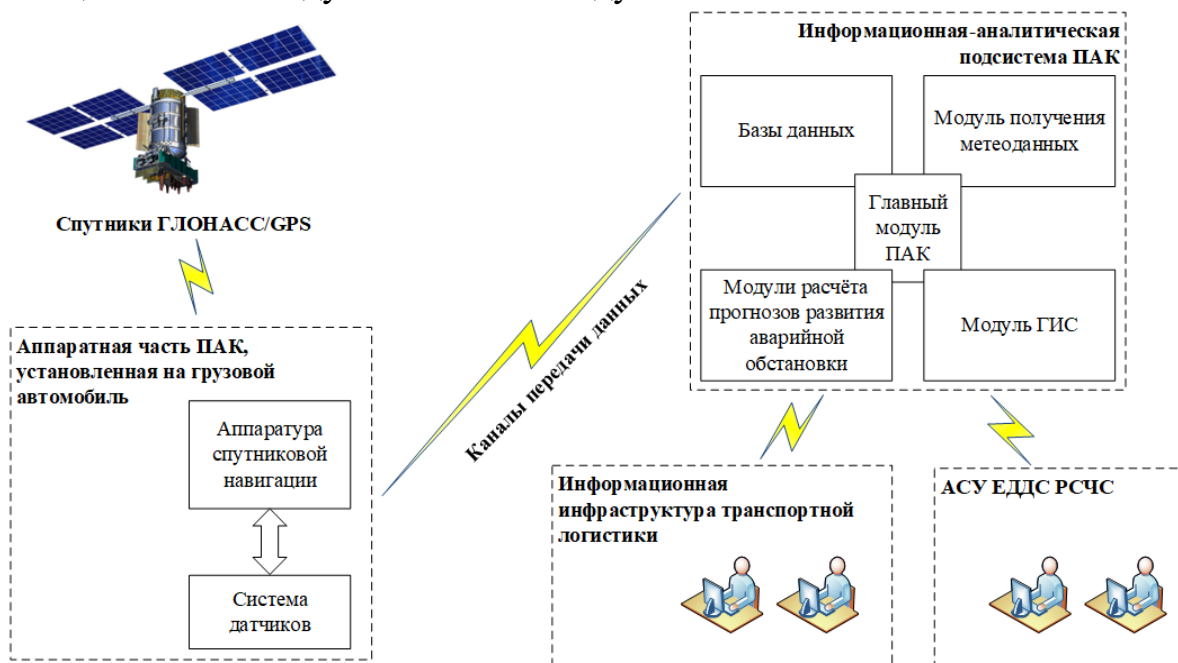 Информационная-аналитическая
подсистема ПАК
Базы данных
Модуль получения
метеоданных
Главный
модуль
ПАК
Модули расчёта
прогнозов развития
аварийной
обстановки
Модуль ГИС
Спутники ГЛОНАСС/GPS
Каналы передачи данных
Аппаратная часть ПАК,
установленная на грузовой
автомобиль
Аппаратура
спутниковой
навигации
Система
датчиков
Информационная
инфраструктура транспортной
логистики
АСУ ЕДДС РСЧС